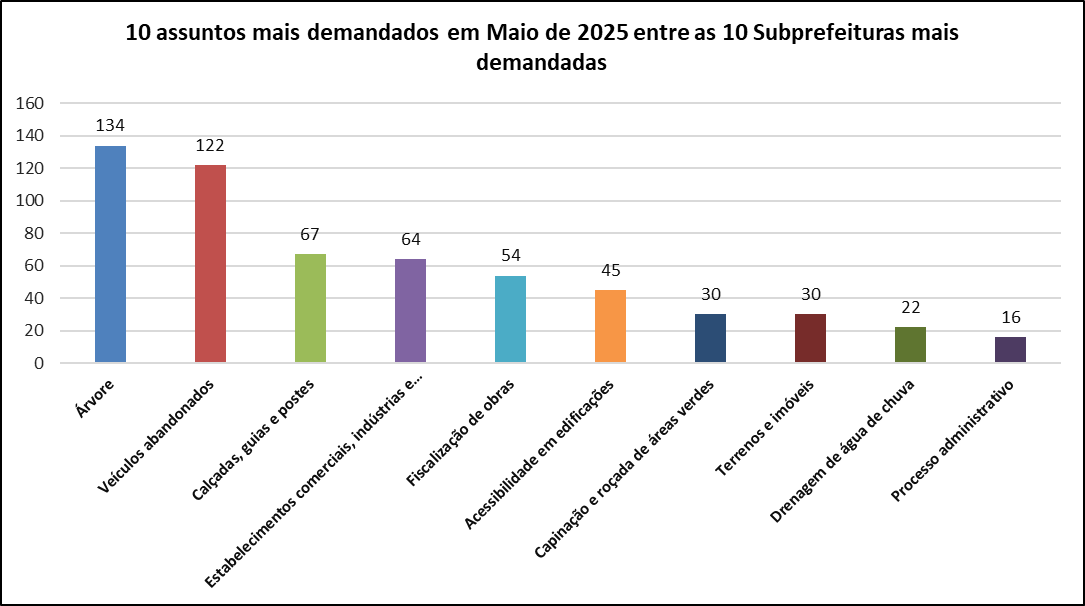 10 assuntos mais demandados em Maio de 2025 entre as 10 Subprefeituras mais
demandadas
160
140
120
100
80
60
40
20
0
134
122
67
64
54
45
30
30
22
16
Árvore
Veículos abandonados
Calçadas, guias e postes
Estabelecimentos comerciais, indústrias e...
Fiscalização de obras
Acessibilidade em edificações
Capinação e roçada de áreas verdes
Terrenos e imóveis
Drenagem de água de chuva
Processo administrativo